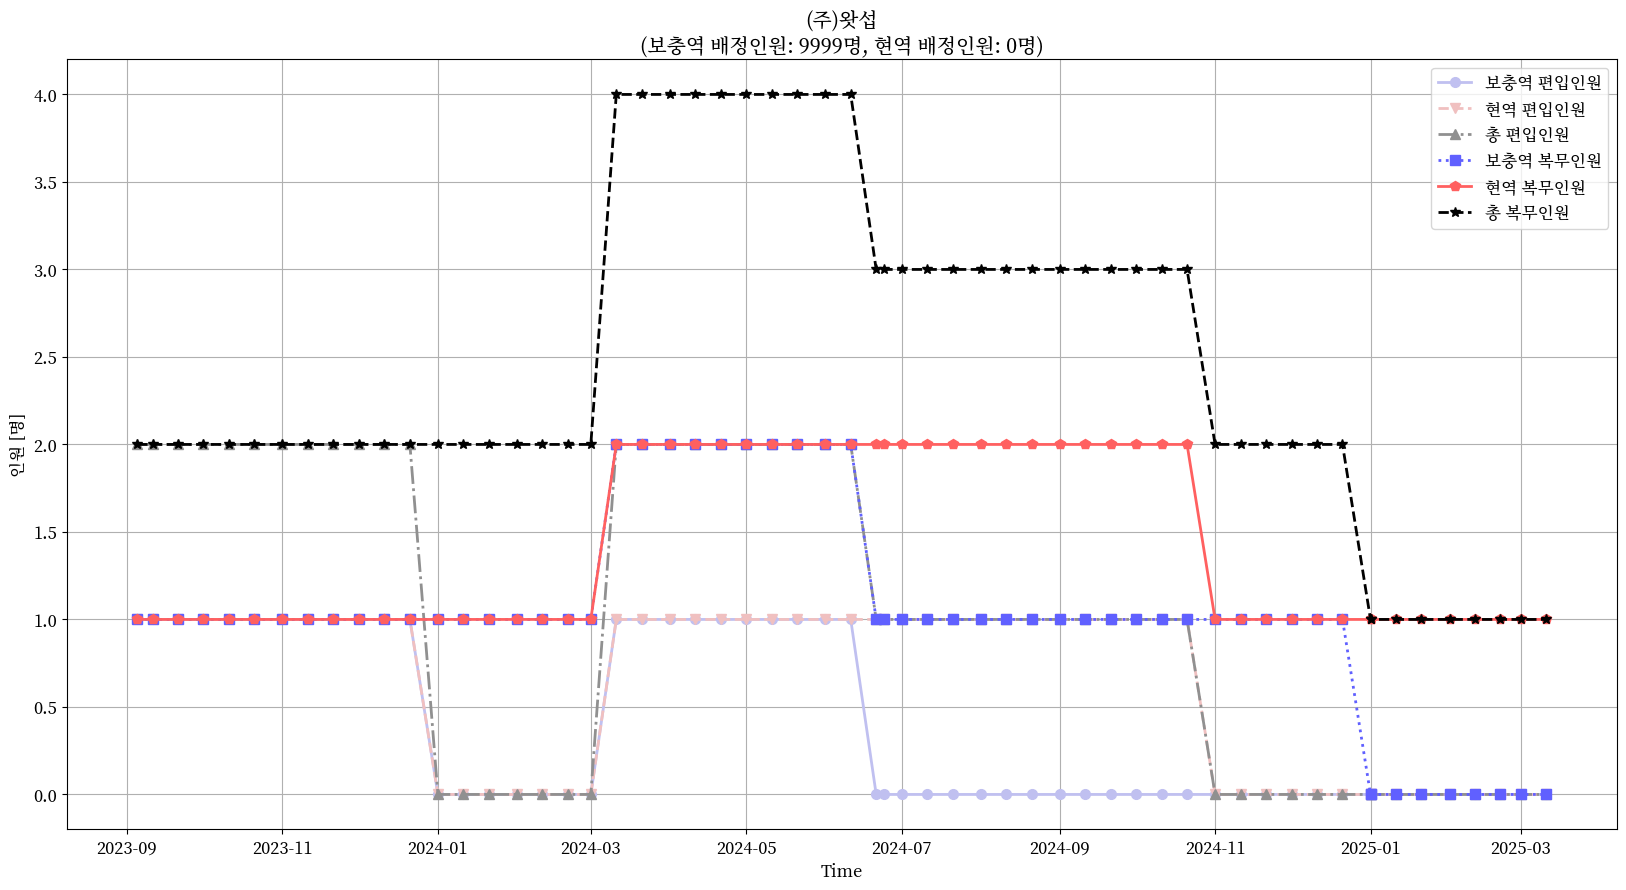 (주)왓섭
(보충역 배정인원: 9999명, 현역 배정인원: 0명)
보충역 편입인원
현역 편입인원
총 편입인원
보충역 복무인원
현역 복무인원
총 복무인원
인원 [명]
4.0
3.5
3.0
2.5
2.0
1.5
1.0
0.5
0.0
2023-09 2023-11 2024-01 2024-03 2024-05 2024-07 2024-09 2024-11 2025-01 2025-03
Time